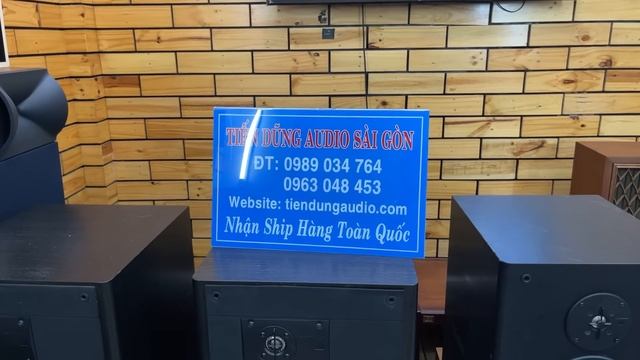 TIẾN DŨNG AUDIO SÀI GÒN
ĐT: 0989 034 764
0963 048 453
Website: tiendungaudio.com
Nhận Ship Hàng Toàn Quốc